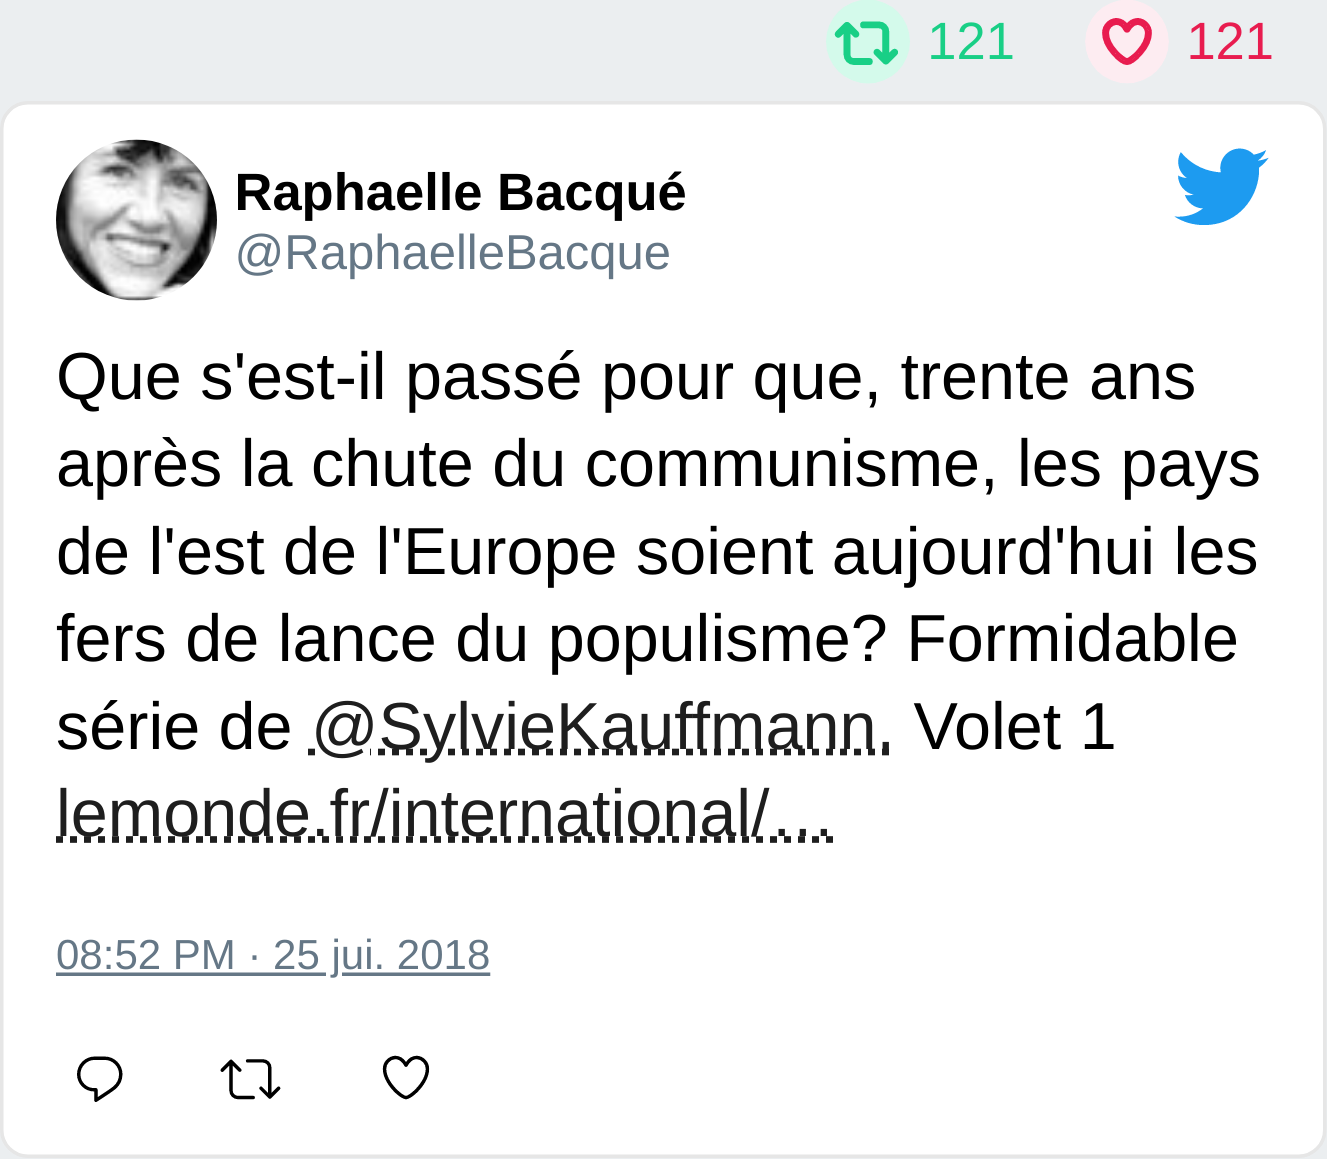 121 121
Raphaelle Bacqué
@RaphaelleBacque
Que s'est-il passé pour que, trente ans
après la chute du communisme, les pays
de l'est de l'Europe soient aujourd'hui les
fers de lance du populisme? Formidable
série de @SylvieKauffmann. Volet 1
lemonde.fr/international/...
08:52 PM · 25 jui. 2018